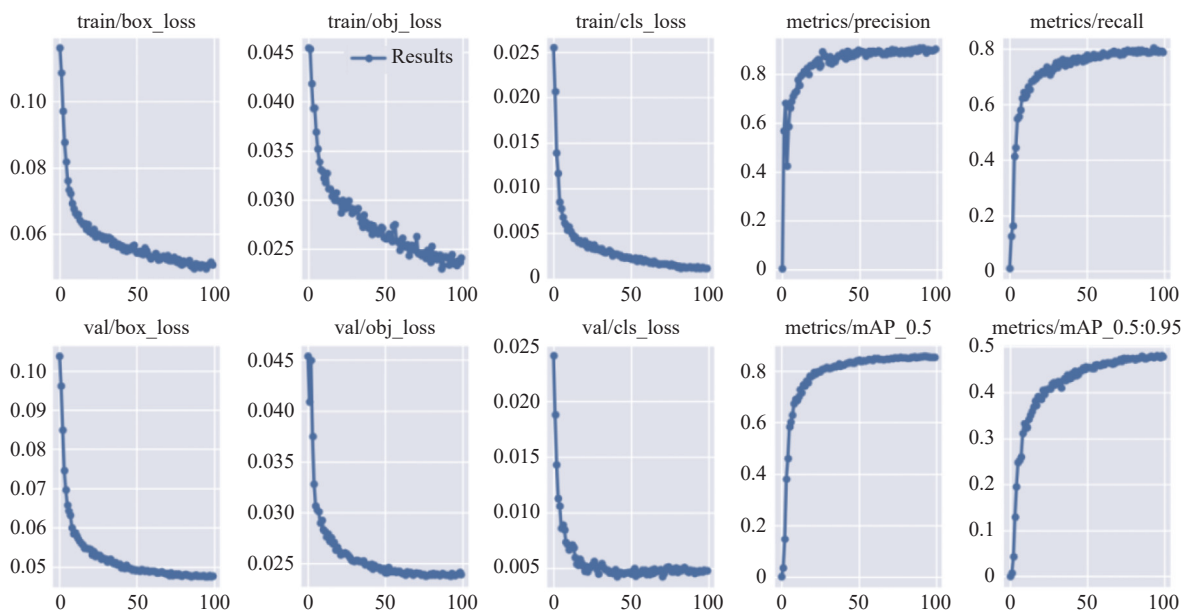 train/box_loss
train/obj_loss
train/cls_loss
metrics/precision
metrics/recall
0.10
0.08
0.06
0 50 100
0.045
0.040
0.035
0.030
0.025
Results
0 50 100
0.025
0.020
0.015
0.010
0.005
0
0 50 100
0.8
0.6
0.4
0.2
0
0 50 100
0.8
0.6
0.4
0.2
0
0 50 100
val/box_loss
val/obj_loss
val/cls_loss
metrics/mAP_0.5
metrics/mAP_0.5:0.95
0.10
0.09
0.08
0.07
0.06
0.05
0 50 100
0.045
0.040
0.035
0.030
0.025
0 50 100
0.025
0.020
0.015
0.010
0.005
0 50 100
0.8
0.6
0.4
0.2
0
0 50 100
0.5
0.4
0.3
0.2
0.1
0
0 50 100